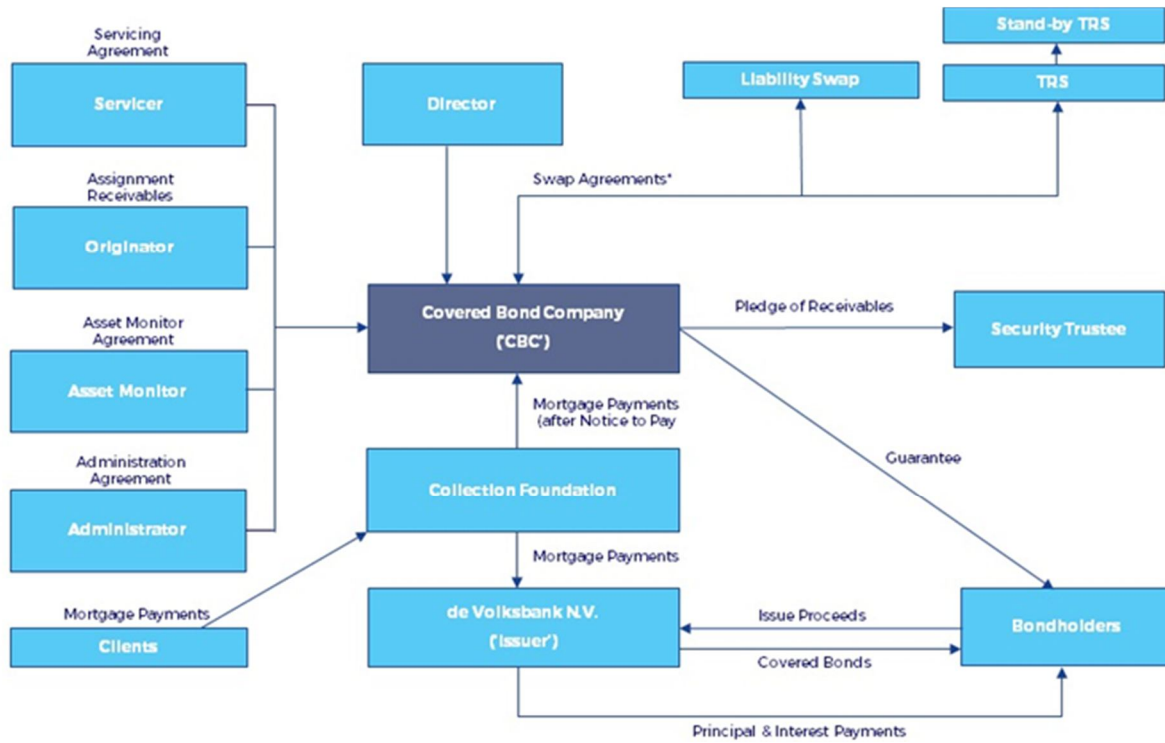 Servicing
Agreement
Servicer
Director
Liability Swap
Stand-by TRS
TRS
Swap Agreements*
Assignment
Receivables
Originator
Covered Bond Company
('CBC')
Pledge of Receivables
Security Trustee
Asset Monitor
Agreement
Asset Monitor
Mortgage Payments
(after Notice to Pay
Guarantee
Administration
Agreement
Administrator
Collection Foundation
Mortgage Payments
Mortgage Payments
Clients
de Volksbank N.V.
('Issuer')
Issue Proceeds
Covered Bonds
Bondholders
Principal & Interest Payments